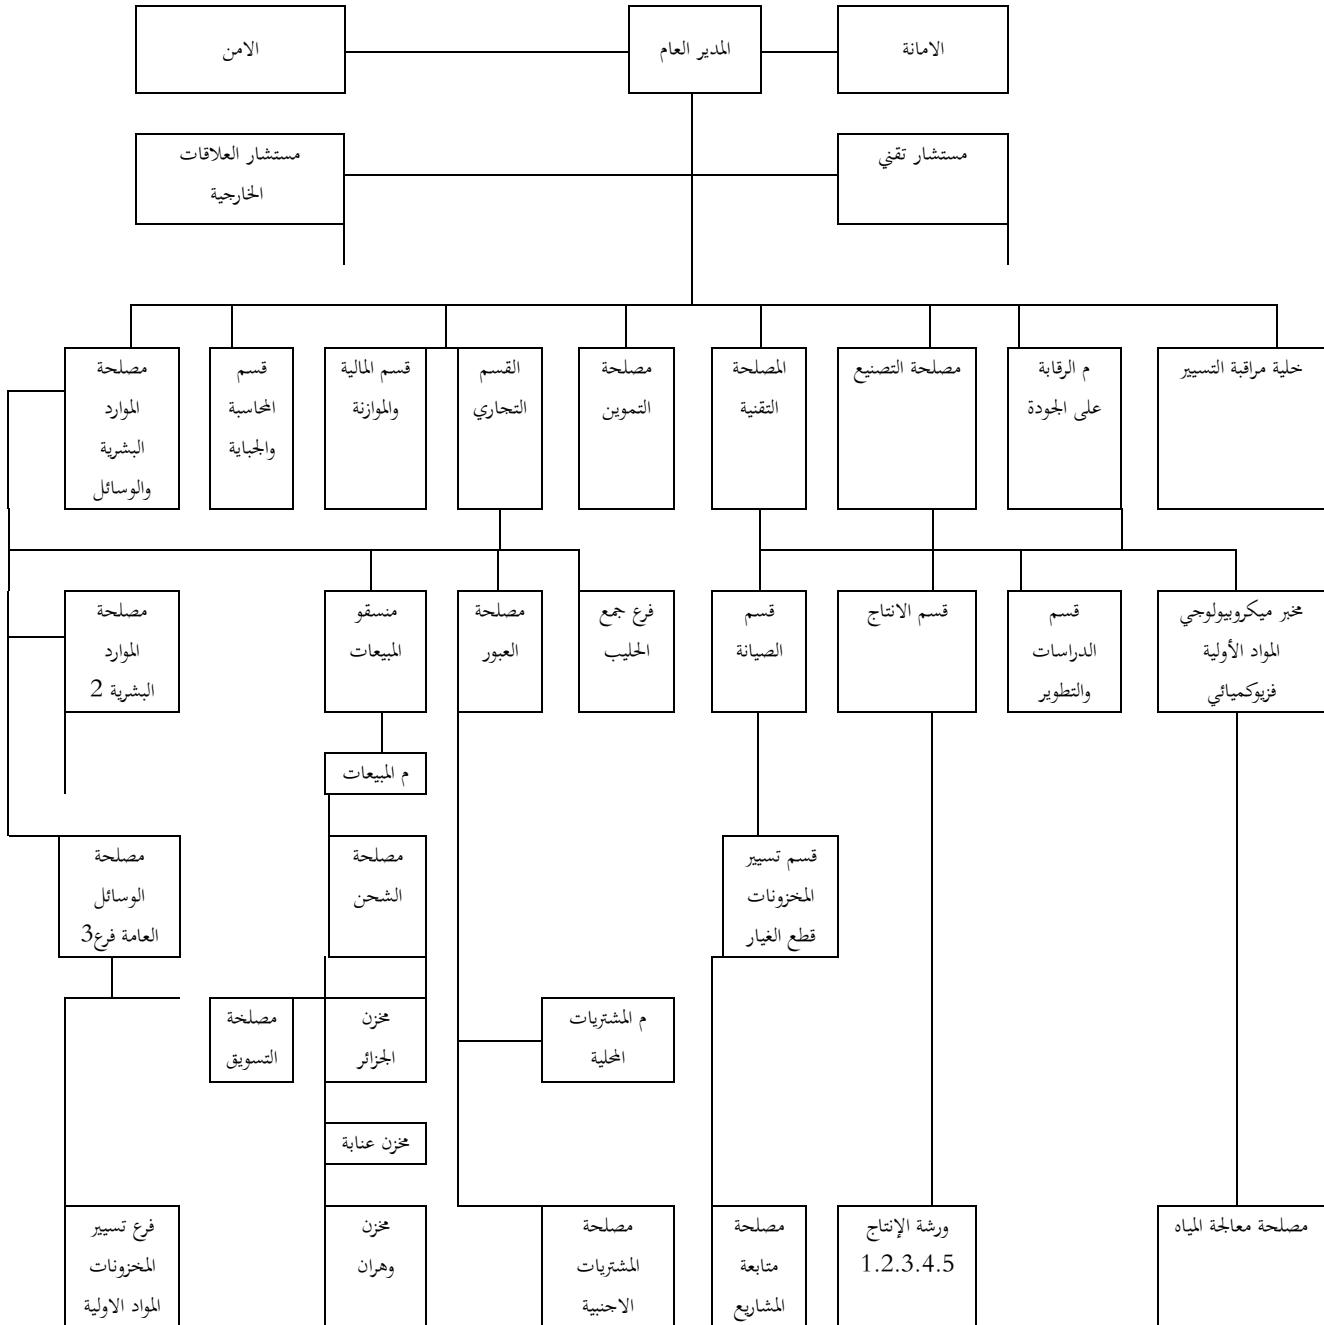 الامانة
المدير العام
الامن
مستشار تقني
مستشار العلاقات
الخارجية
خلية مراقبة التسيير
م الرقابة
على الجودة
مصلحة التصنيع
المصلحة
التقنية
مصلحة
التموين
القسم
التجاري
قسم المالية
والموازنة
قسم
المحاسبة
والجباية
مصلحة
الموارد
البشرية
والوسائل
مخبر ميكروبيولوجي
المواد الأولية
فزيوكميائي
قسم
الدراسات
والتطوير
قسم الانتاج
قسم
الصيانة
فرع جمع
الحليب
مصلحة
العبور
منسقو
المبيعات
مصلحة
الموارد
البشرية 2
م المبيعات
قسم تسيير
المخزونات
قطع الغيار
مصلحة
الشحن
مصلحة
الوسائل
العامة فرع3
م المشتريات
المحلية
مخزن
الجزائر
مصلخة
التسويق
مخزن عنابة
مصلحة معالجة المياه
ورشة الإنتاج
1.2.3.4.5
مصلحة
متابعة
المشاريع
مصلحة
المشتريات
الاجنبية
مخزن
وهران
فرع تسيير
المخزونات
المواد الاولية